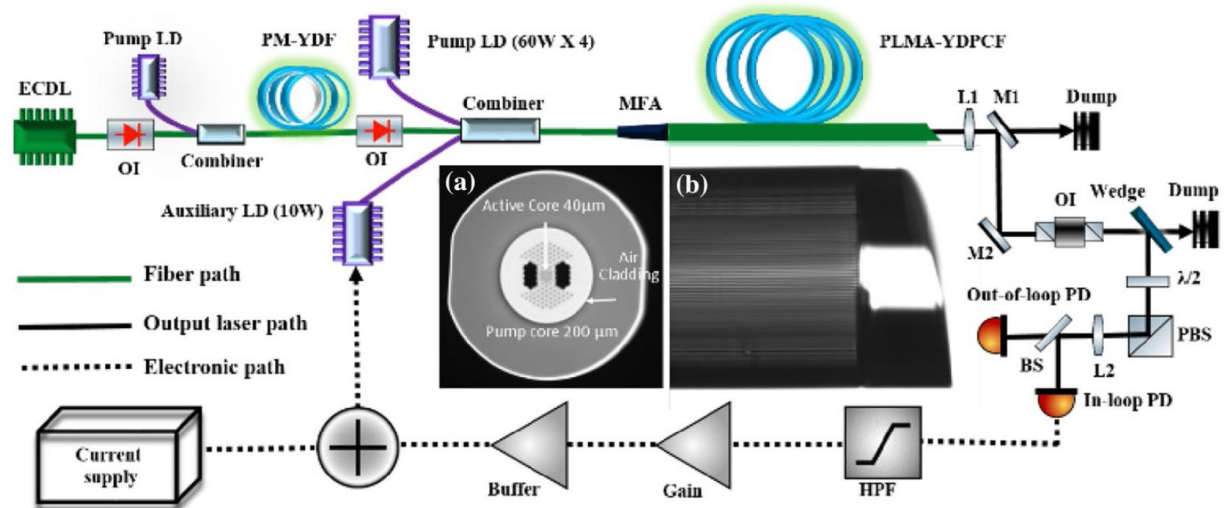 Pump LD
PM-YDF
Pump LD (60W X 4)
PLMA-YDPCF
ECDL
Combiner
MFA
L1
M1
Dump
OI
Combiner
OI
(a)
(b)
Active Core 40μm
Air
Cladding
Pump core 200 μm
Auxiliary LD (10W)
OI
Wedge
Dump
M2
λ/2
Fiber path
Out-of-loop PD
Output laser path
PBS
BS
L2
Electronic path
In-loop PD
Current
supply
Buffer
Gain
HPF